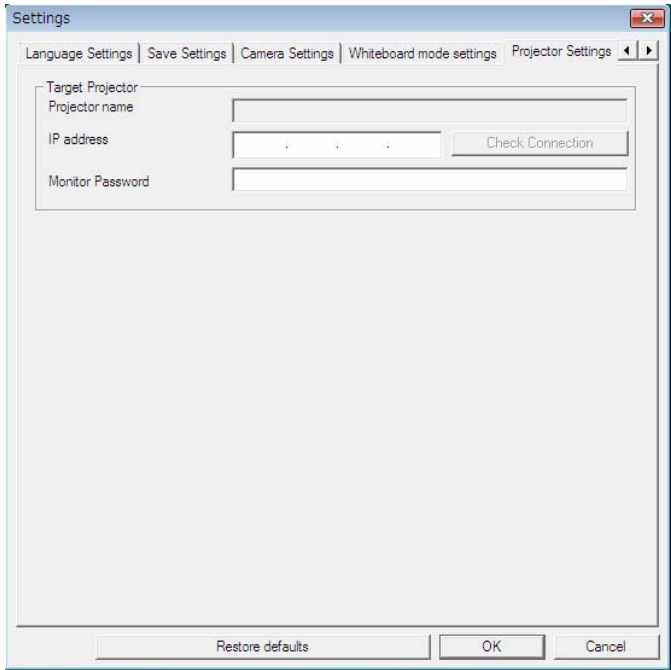 Settings
Language Settings Save Settings Camera Settings Whiteboard mode settings Projector Settings
Target Projector
Projector name
IP address . . . Check Connection
Monitor Password
Restore defaults OK Cancel